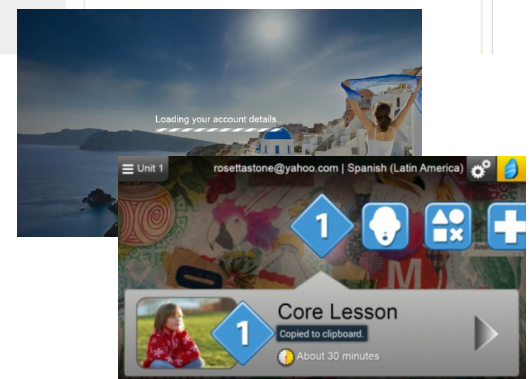 Loading your account details
Unit 1
rosettastone@yahoo.com | Spanish (Latin America)
1
M
1
Core Lesson
Copied to clipboard.
About 30 minutes